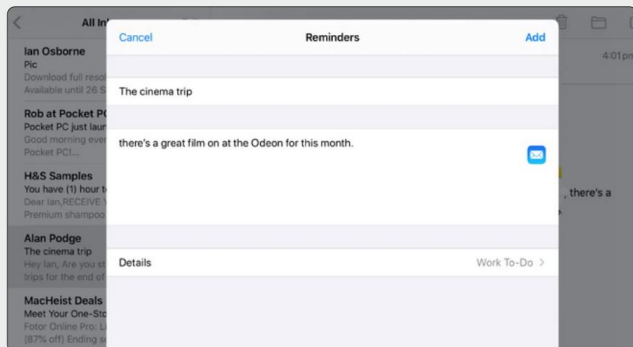 All In
Cancel
Reminders
Add
4:01 pm
Ian Osborne
Pic
Download full resol
Available until 26 S
The cinema trip
Rob at Pocket PC
Pocket PC just laun
Good morning ever
Pocket PC!...
there's a great film on at the Odeon for this month.
H&S Samples
You have (1) hour t
Dear Ian,RECEIVE Y
Premium shampoo
, there's a
Alan Podge
The cinema trip
Hey Ian, Are you st
trips for the end of
Details
Work To-Do >
MacHeist Deals
Meet Your One-Sto
Fotor Online Pro: Li
(87% off) Ending so